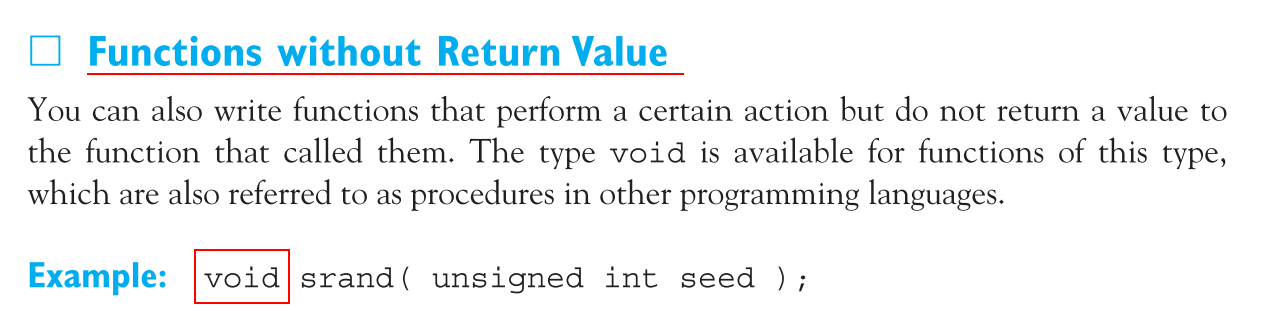 Functions without Return Value
You can also write functions that perform a certain action but do not return a value to
the function that called them. The type void is available for functions of this type,
which are also referred to as procedures in other programming languages.
Example: void srand( unsigned int seed );